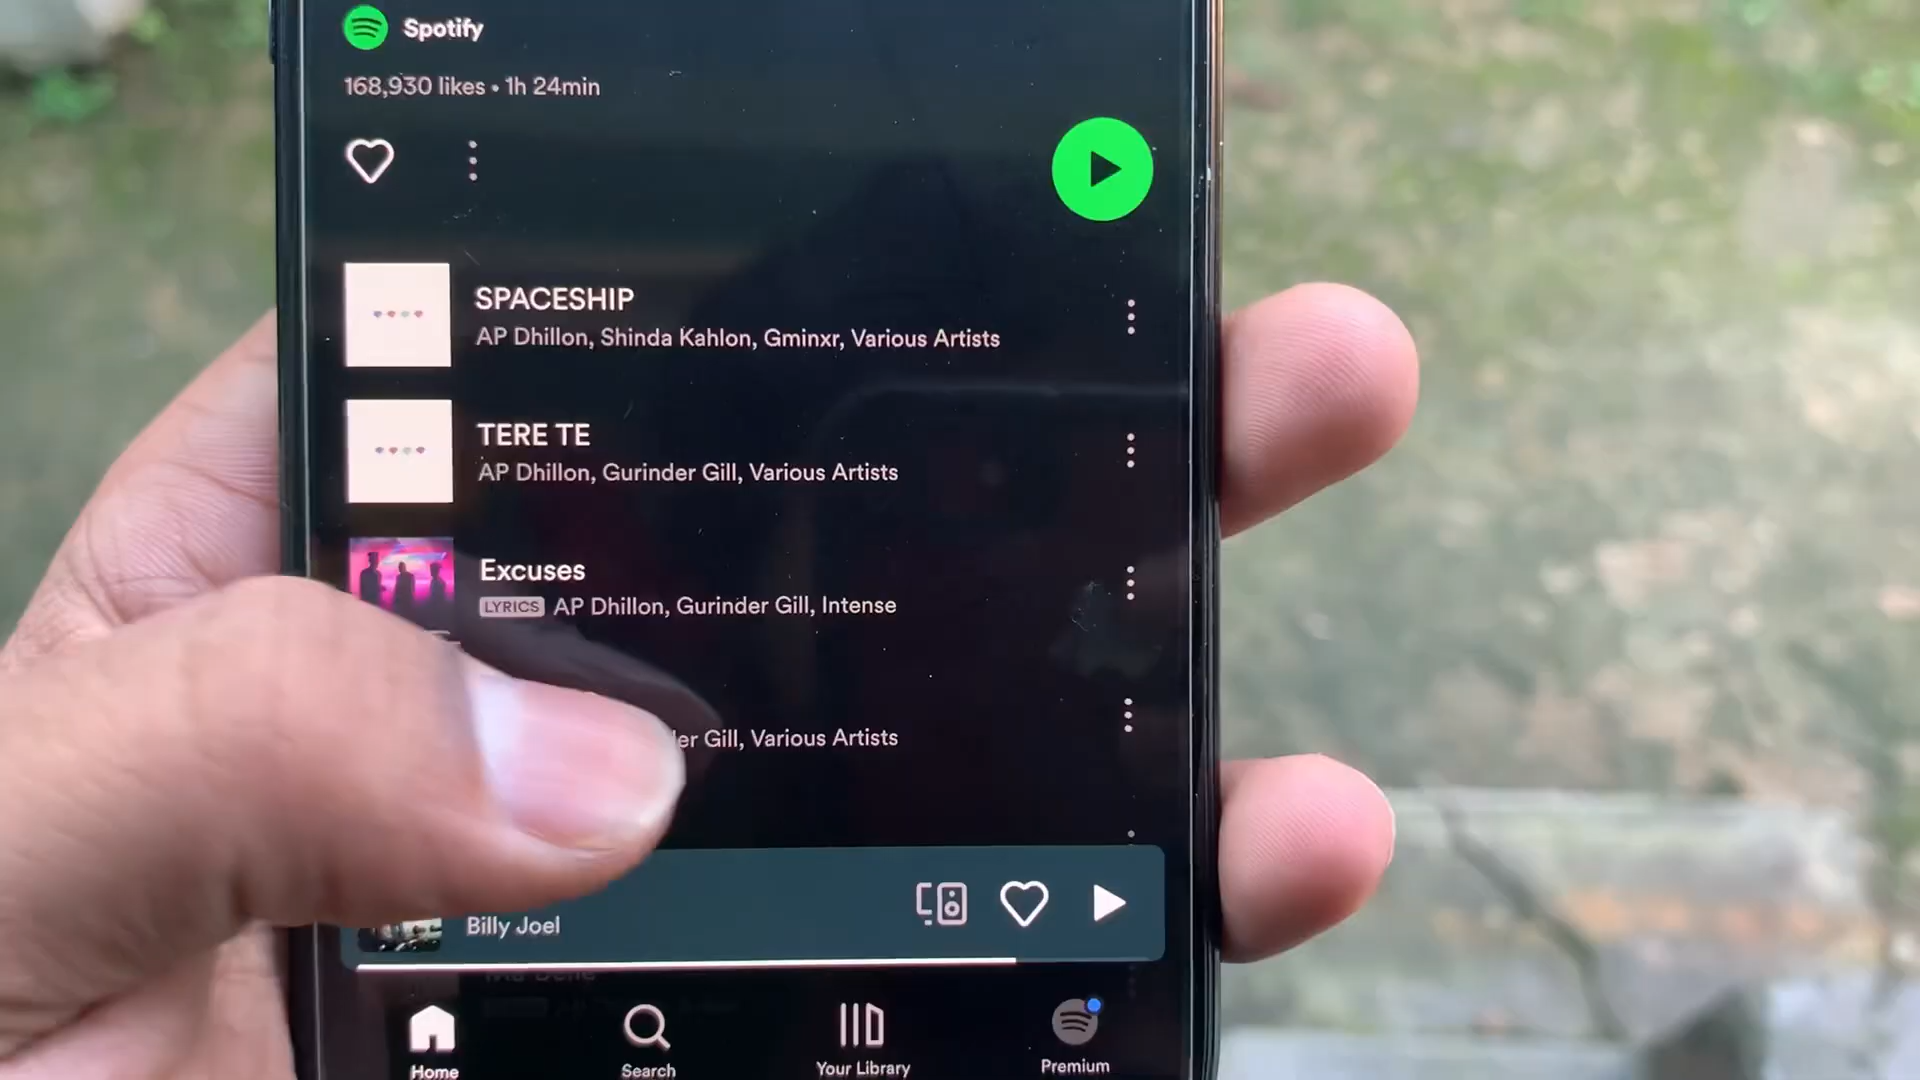 Spotify
168,930 likes • 1h 24min
SPACESHIP
AP Dhillon, Shinda Kahlon, Gminxr, Various Artists
TERE TE
AP Dhillon, Gurinder Gill, Various Artists
Excuses
LYRICS AP Dhillon, Gurinder Gill, Intense
Gill, Various Artists
Billy Joel
Home
Search
Your Library
Premium